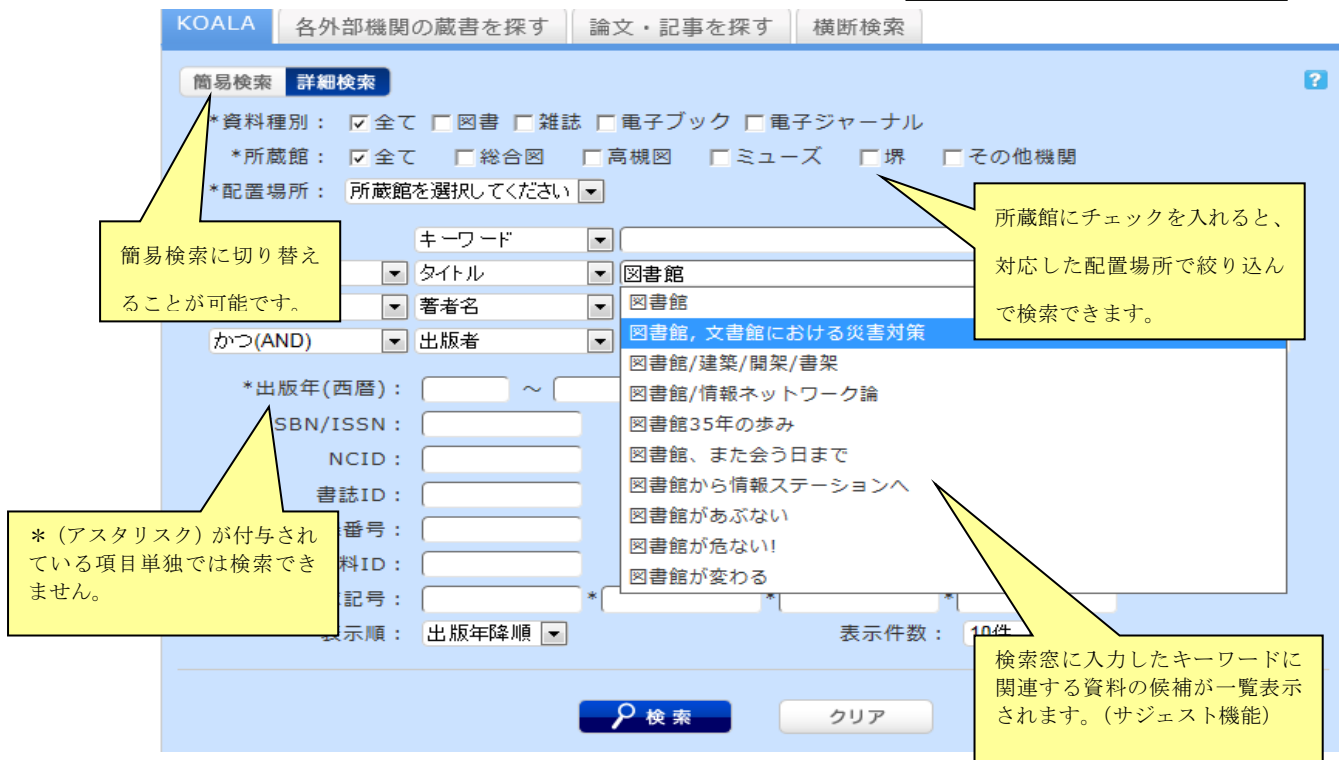 KOALA 各外部機関の蔵書を探す 論文・記事を探す 横断検索
簡易検索 詳細検索 ?
*資料種別： 全て 図書 雑誌 電子ブック 電子ジャーナル
*所蔵館： 全て 総合図 高槻図 ミューズ 堺 その他機関
*配置場所： 所蔵館を選択してください
所蔵館にチェックを入れると、
対応した配置場所で絞り込ん
で検索できます。
簡易検索に切り替え
ることが可能です。
キーワード
タイトル 図書館
著者名
かつ(AND) 出版者
図書館
図書館, 文書館における災害対策
図書館/建築/開架/書架
図書館/情報ネットワーク論
図書館35年の歩み
図書館、また会う日まで
図書館から情報ステーションへ
図書館があぶない
図書館が危ない!
図書館が変わる
*出版年(西暦)： ～
SBN/ISSN：
NCID：
書誌ID：
番号：
料ID：
記号： * * *
＊（アスタリスク）が付与され
ている項目単独では検索でき
ません。
示順： 出版年降順 表示件数： 10件
検索窓に入力したキーワードに
関連する資料の候補が一覧表示
されます。（サジェスト機能）
検索 クリア